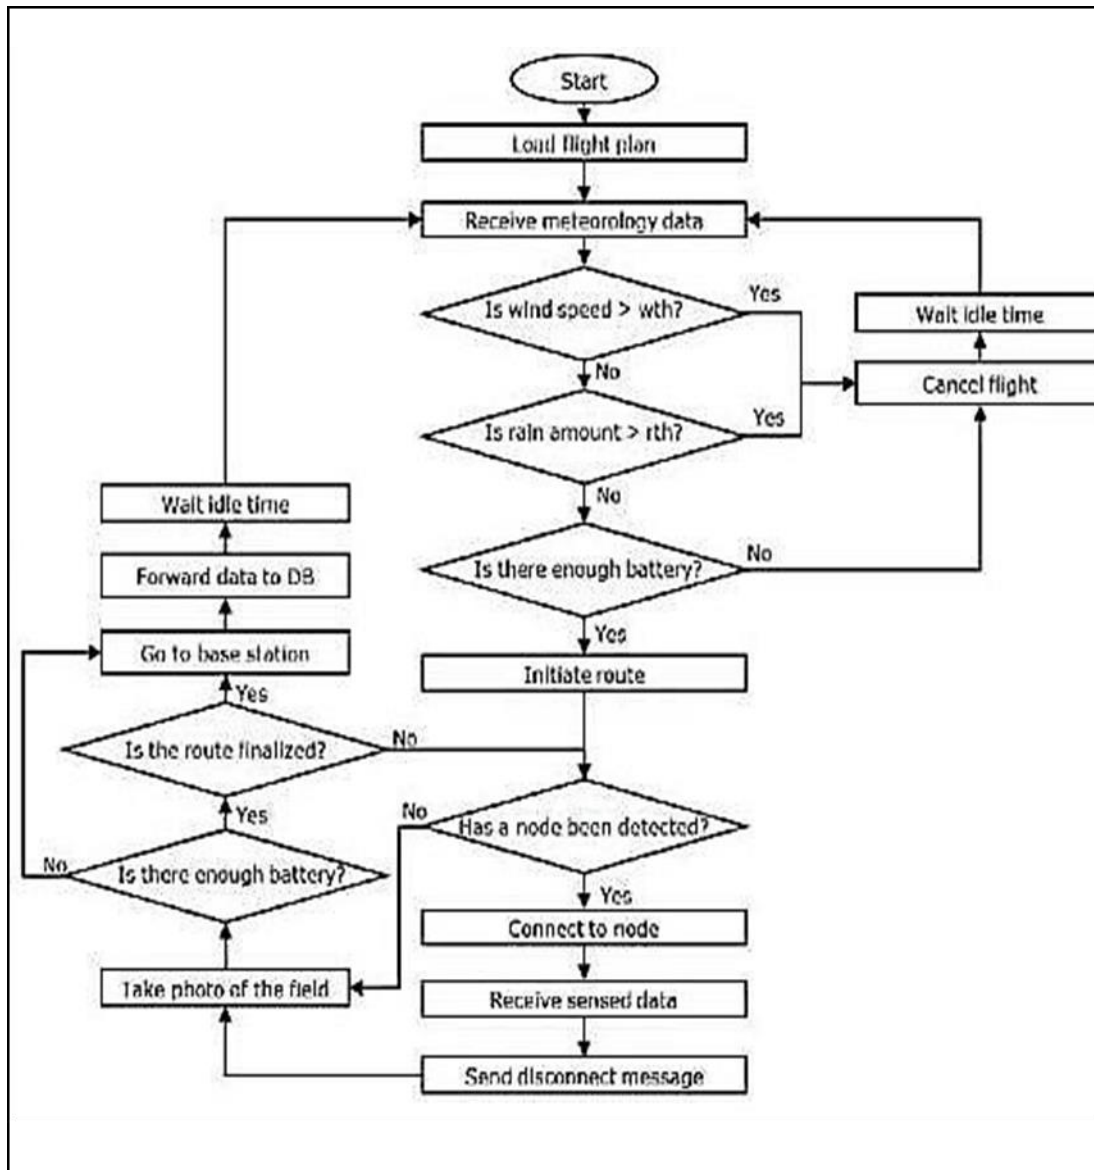 Start
Load flight plan
Receive meteorology data
Is wind speed > wth?
Yes
Wait idle time
No
Cancel flight
Is rain amount > rth?
Yes
No
Wait idle time
Is there enough battery?
No
Forward data to DB
Yes
Go to base station
Initiate route
Yes
Is the route finalized?
No
Yes
No
Has a node been detected?
No
Is there enough battery?
Yes
Connect to node
Take photo of the field
Receive sensed data
Send disconnect message